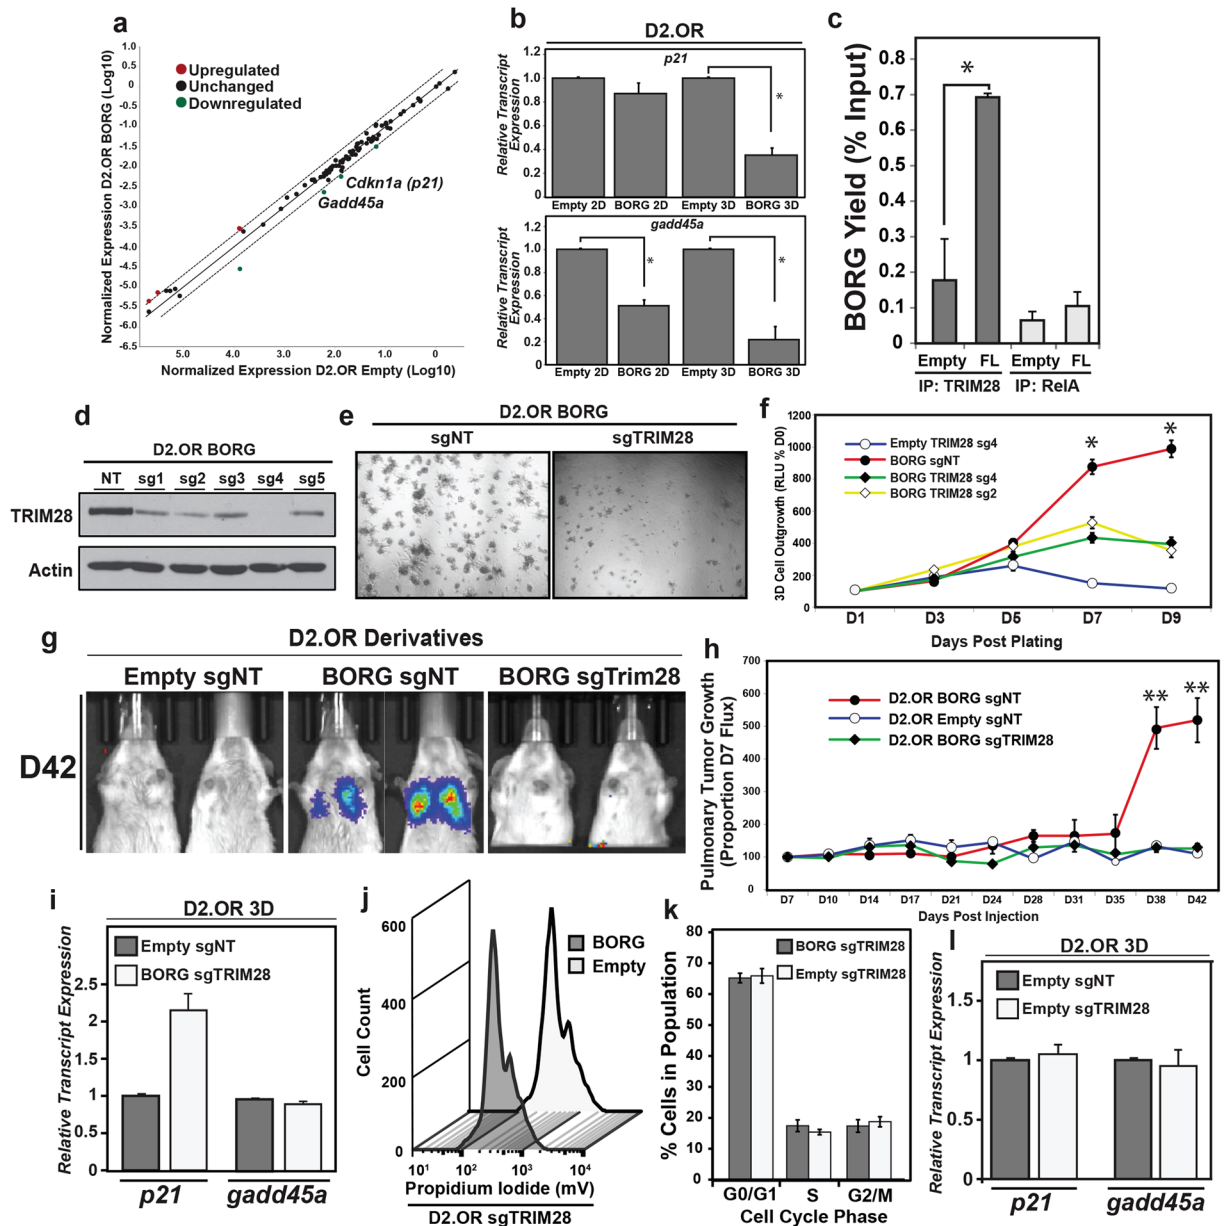 a
Normalized Expression D2.OR BORG (Log10)
1.0
0.5
0
-0.5
-1.0
-1.5
-2.0
-2.5
-3.0
-3.5
-4.0
-4.5
-5.0
-5.5
-6.0
-6.5
Upregulated
Unchanged
Downregulated
Cdkn1a (p21)
Gadd45a
5.0 4.0 3.0 2.0 1.0 0
Normalized Expression D2.OR Empty (Log10)
b
D2.OR
Relative Transcript
Expression
1.2
1.0
0.8
0.6
0.4
0.2
0
p21
*
Empty 2D BORG 2D Empty 3D BORG 3D
Relative Transcript
Expression
1.2
1.0
0.8
0.6
0.4
0.2
0
gadd45a
* *
Empty 2D BORG 2D Empty 3D BORG 3D
c
BORG Yield (% Input)
0.8
0.7
0.6
0.5
0.4
0.3
0.2
0.1
0
*
Empty FL Empty FL
IP: TRIM28 IP: RelA
d
D2.OR BORG
NT sg1 sg2 sg3 sg4 sg5
TRIM28
Actin
e
D2.OR BORG
sgNT sgTRIM28
f
3D Cell Outgrowth (RLU % D0)
1200
1000
800
600
400
200
0
Empty TRIM28 sg4
BORG sgNT
BORG TRIM28 sg4
BORG TRIM28 sg2
* *
D1 D3 D5 D7 D9
Days Post Plating
g
D2.OR Derivatives
Empty sgNT BORG sgNT BORG sgTrim28
D42
h
Pulmonary Tumor Growth
(Proportion D7 Flux)
700
600
500
400
300
200
100
0
D2.OR BORG sgNT
D2.OR Empty sgNT
D2.OR BORG sgTRIM28
** **
D7 D10 D14 D17 D21 D24 D28 D31 D35 D38 D42
Days Post Injection
i
D2.OR 3D
Relative Transcript Expression
2.5
2
1.5
1
0.5
0
Empty sgNT
BORG sgTRIM28
p21 gadd45a
j
Cell Count
600
400
200
0
BORG
Empty
10¹ 10² 10³ 10⁴
Propidium Iodide (mV)
D2.OR sgTRIM28
k
% Cells in Population
80
70
60
50
40
30
20
10
0
BORG sgTRIM28
Empty sgTRIM28
G0/G1 S G2/M
Cell Cycle Phase
l
D2.OR 3D
Relative Transcript Expression
1.5
1
0.5
0
Empty sgNT
Empty sgTRIM28
p21 gadd45a